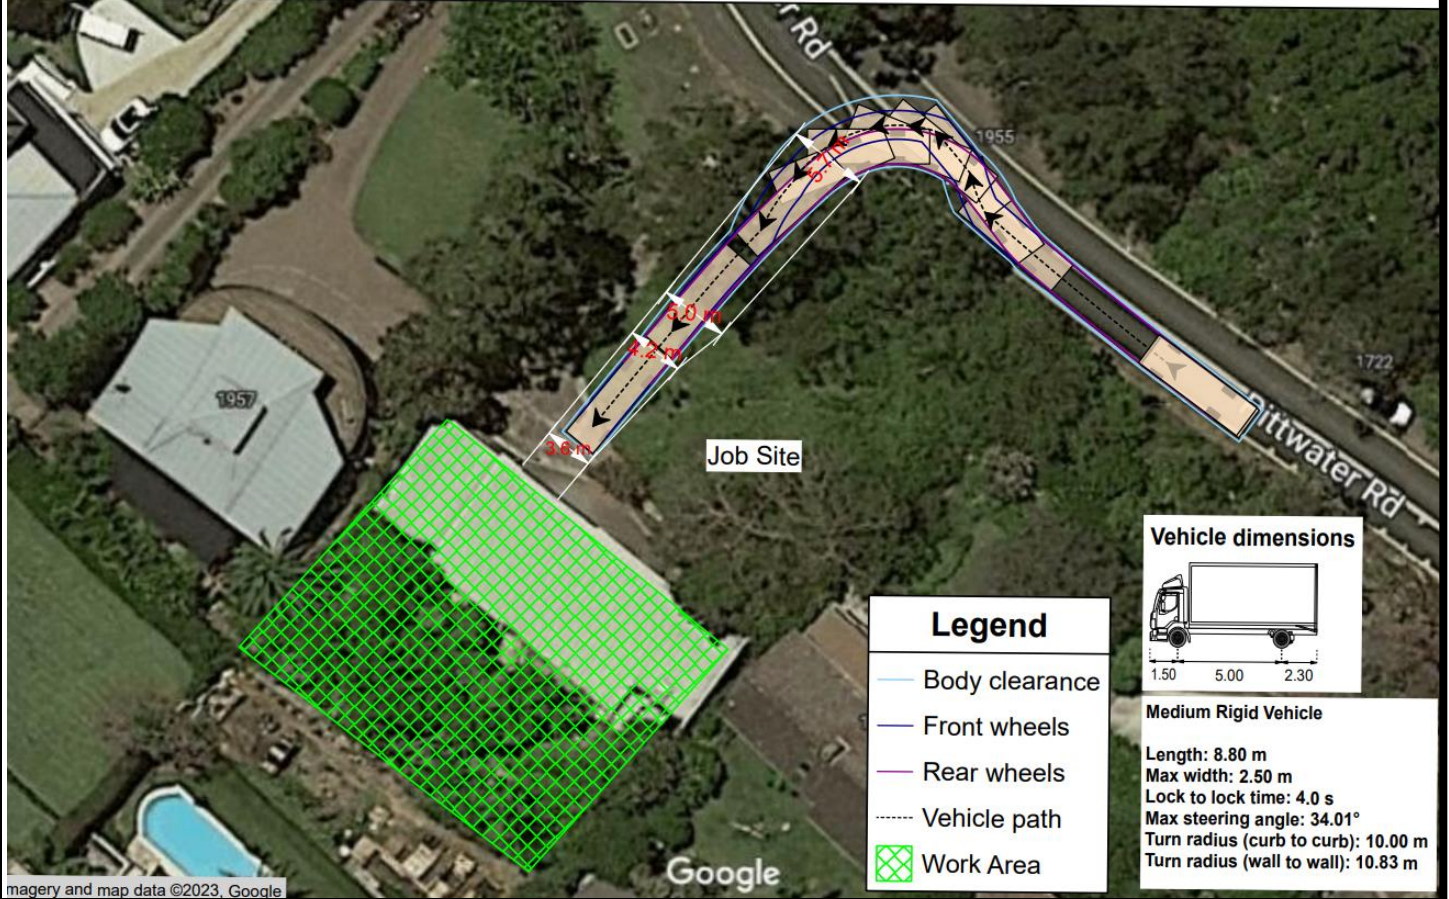 r Rd
1955
5.7 m
5.0 m
4.2 m
1722
1957
3.6 m
Job Site
Pittwater Rd
Vehicle dimensions
1.50 5.00 2.30
Legend
Body clearance
Front wheels
Rear wheels
Vehicle path
Work Area
Medium Rigid Vehicle
Length: 8.80 m
Max width: 2.50 m
Lock to lock time: 4.0 s
Max steering angle: 34.01°
Turn radius (curb to curb): 10.00 m
Turn radius (wall to wall): 10.83 m
Google
magery and map data ©2023, Google